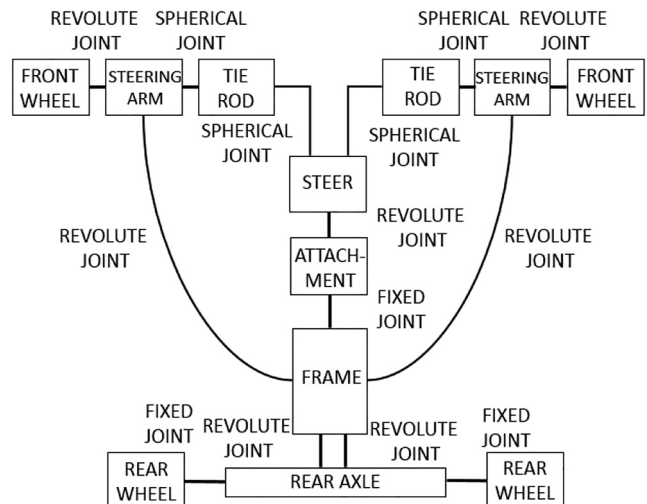 REVOLUTE JOINT
SPHERICAL JOINT
SPHERICAL JOINT
REVOLUTE JOINT
FRONT WHEEL
STEERING ARM
TIE ROD
TIE ROD
STEERING ARM
FRONT WHEEL
SPHERICAL JOINT
SPHERICAL JOINT
STEER
REVOLUTE JOINT
REVOLUTE JOINT
REVOLUTE JOINT
ATTACH-
MENT
FIXED JOINT
FRAME
FIXED JOINT
REVOLUTE JOINT
REVOLUTE JOINT
FIXED JOINT
REAR WHEEL
REAR AXLE
REAR WHEEL